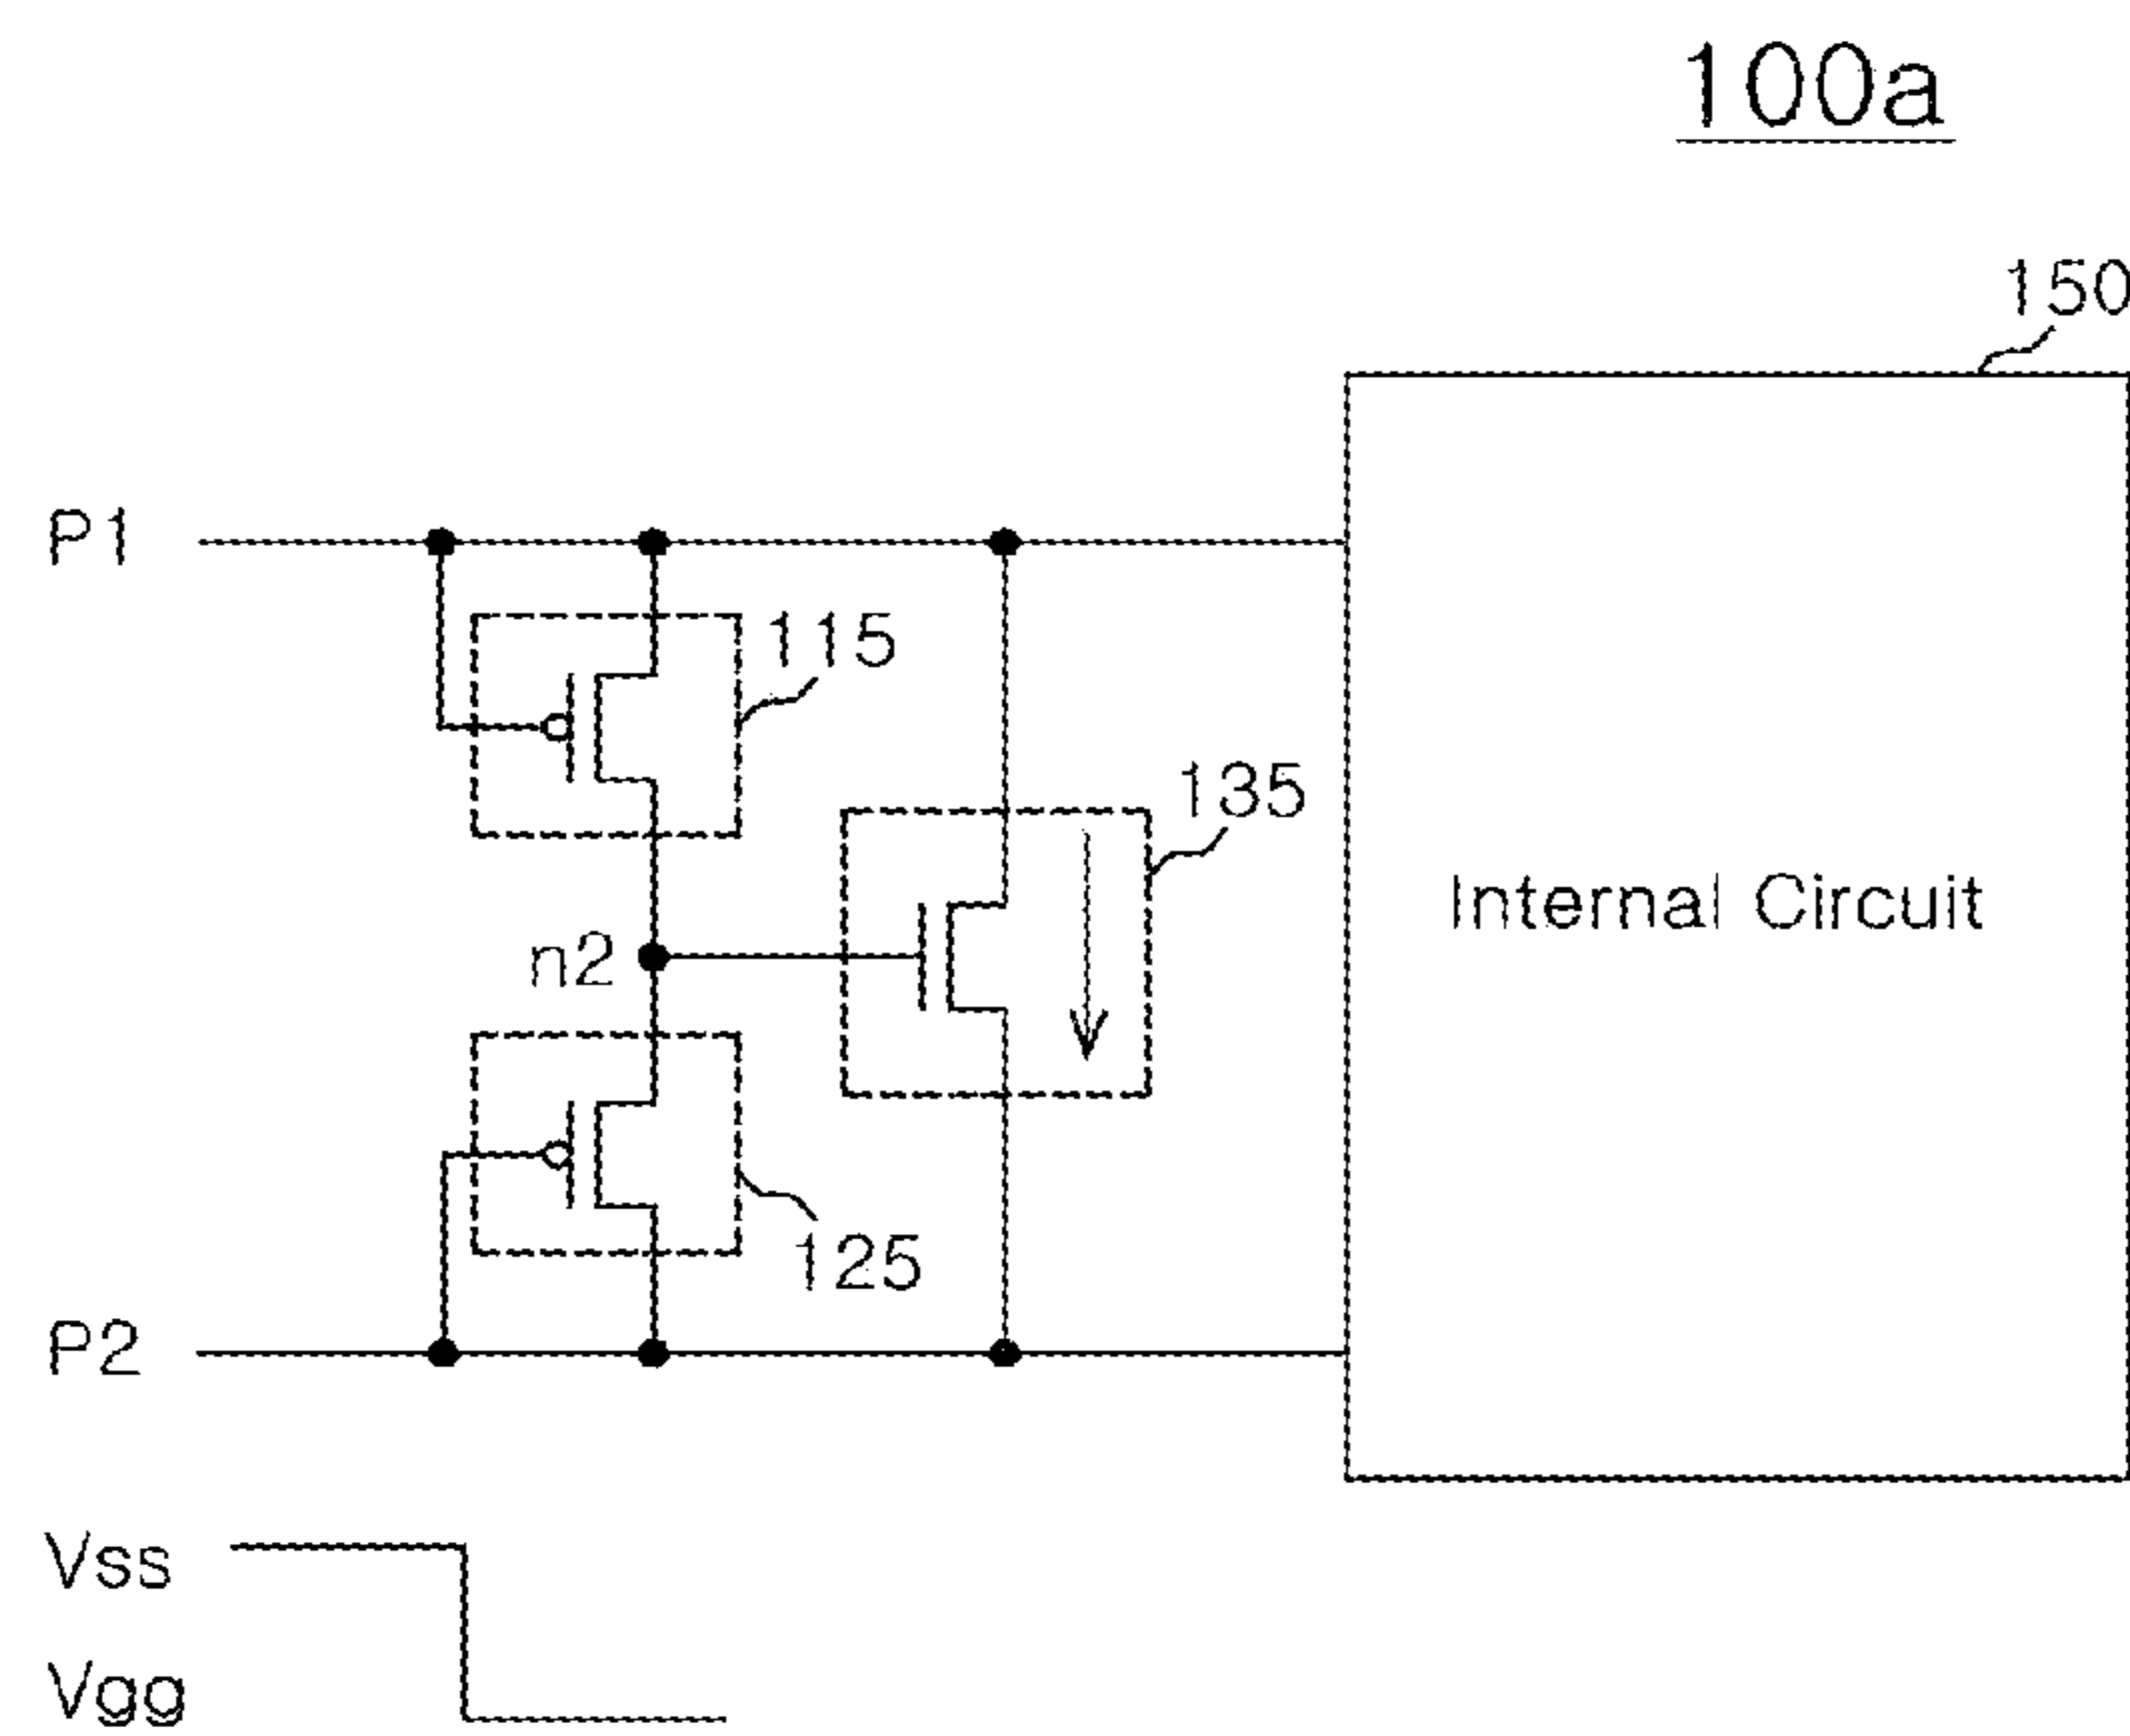 100a
150
P1
115
135
Internal Circuit
n2
125
P2
Vss
Vgg